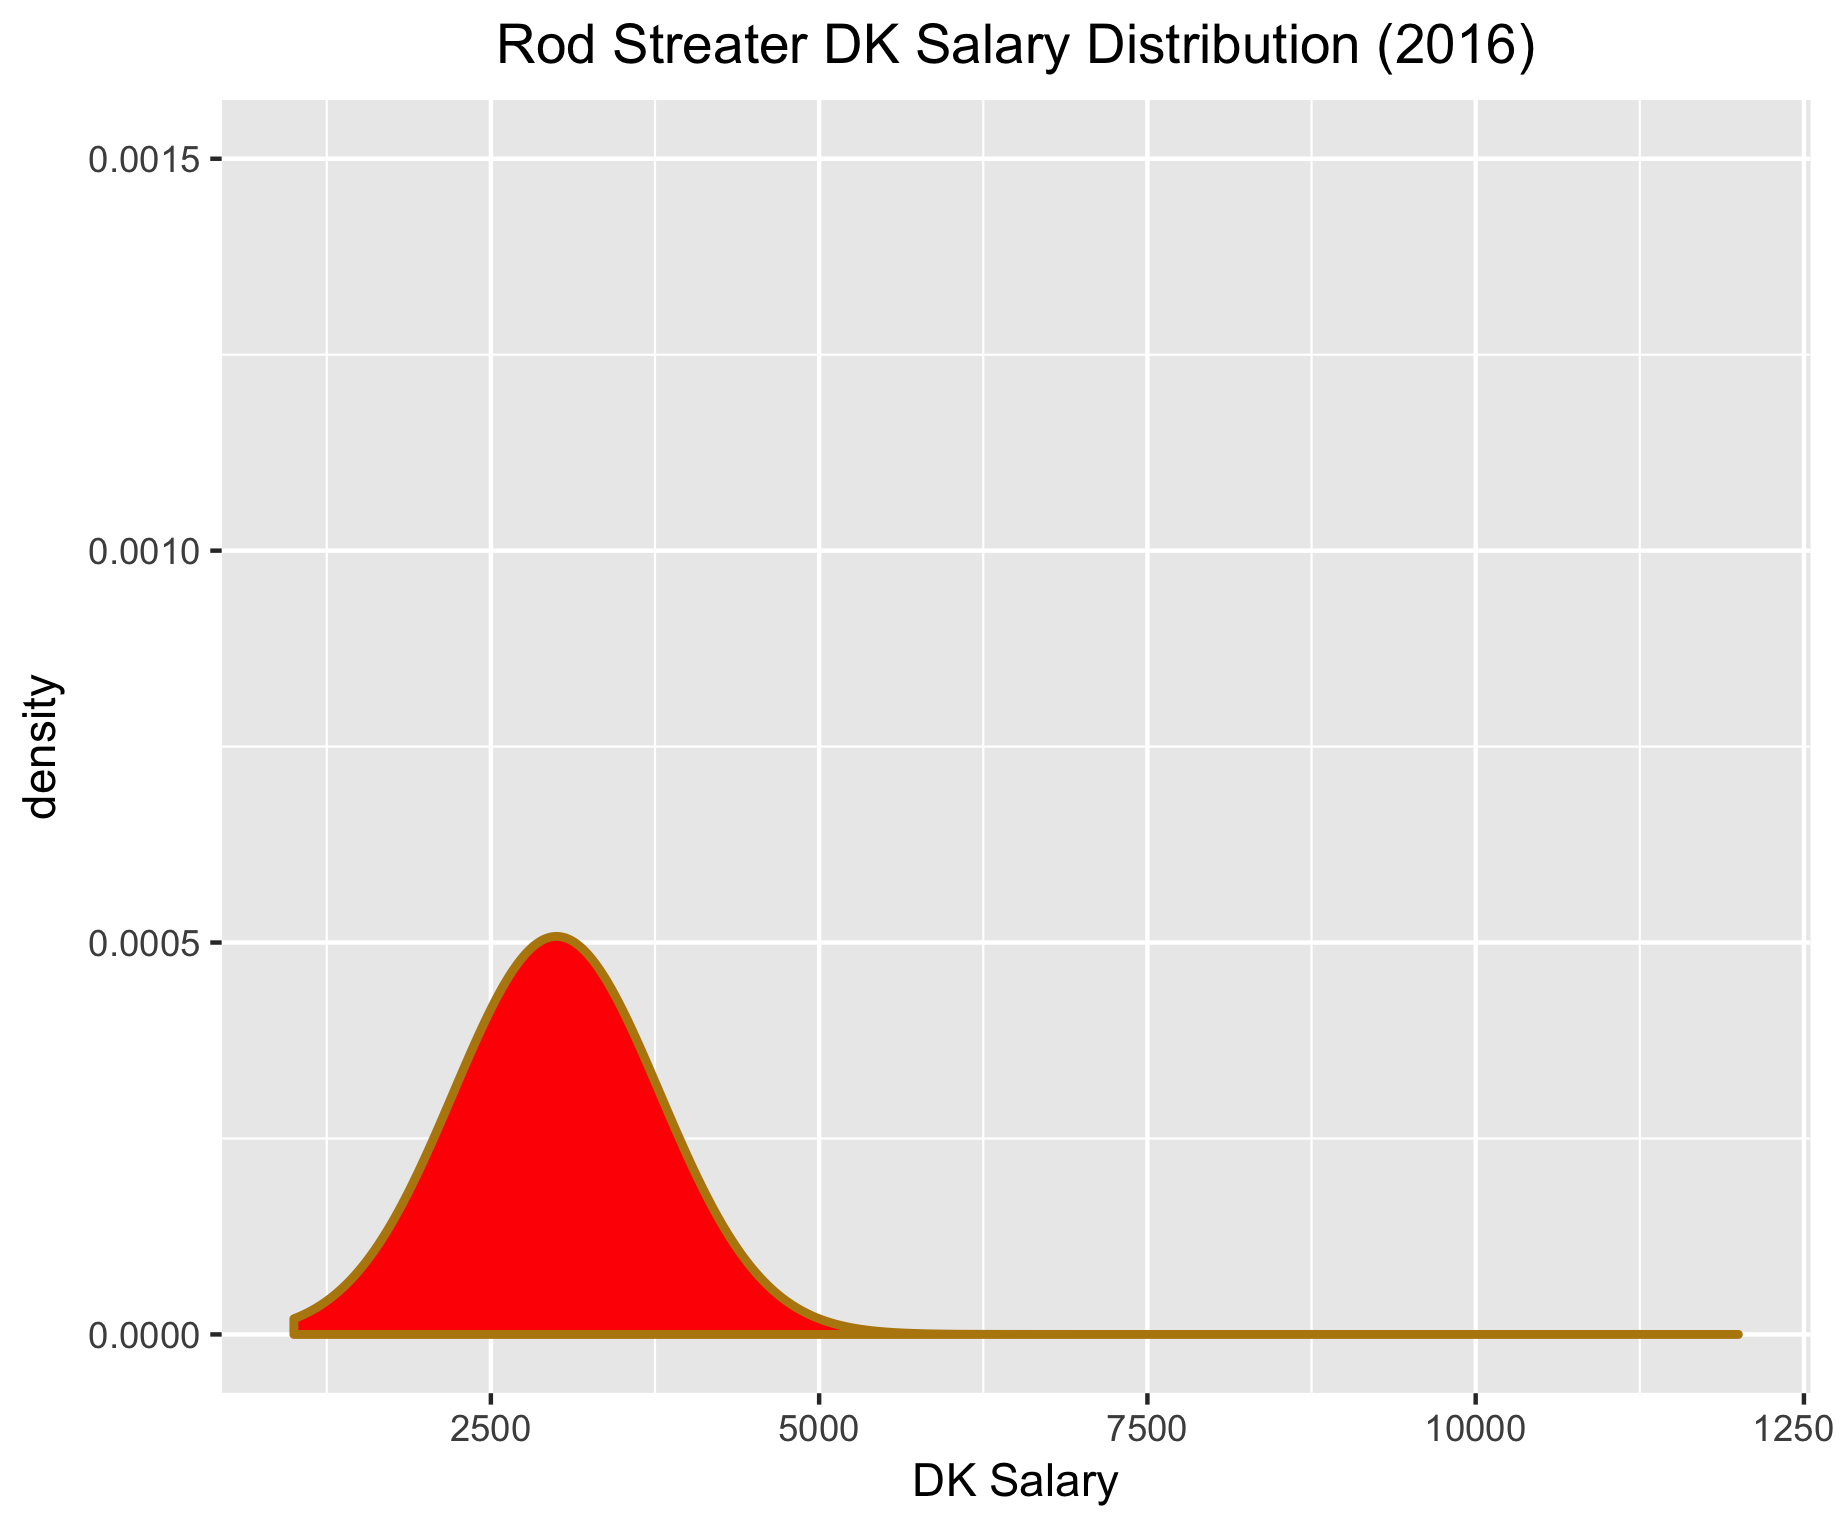 Rod Streater DK Salary Distribution (2016)
0.0015
0.0010
0.0005
0.0000
density
2500 5000 7500 10000 1250
DK Salary